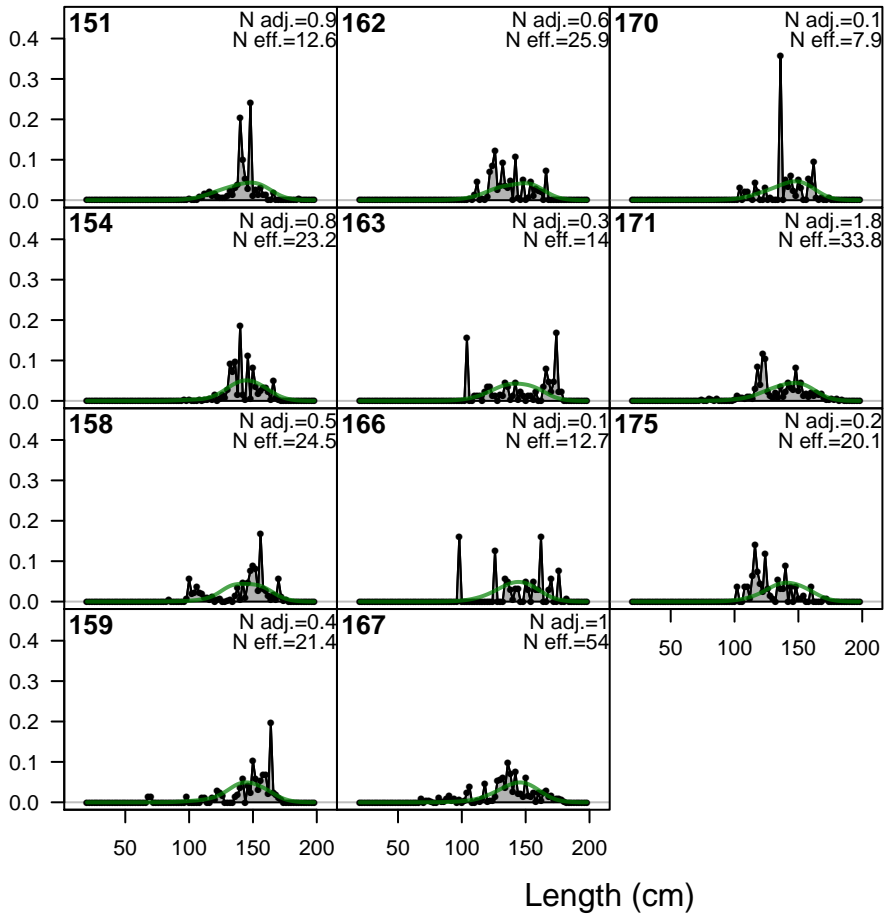 151
N adj.=0.9
N eff.=12.6
162
N adj.=0.6
N eff.=25.9
170
N adj.=0.1
N eff.=7.9
0.4
0.3
0.2
0.1
0.0
154
N adj.=0.8
N eff.=23.2
163
N adj.=0.3
N eff.=14
171
N adj.=1.8
N eff.=33.8
0.4
0.3
0.2
0.1
0.0
158
N adj.=0.5
N eff.=24.5
166
N adj.=0.1
N eff.=12.7
175
N adj.=0.2
N eff.=20.1
0.4
0.3
0.2
0.1
0.0
159
N adj.=0.4
N eff.=21.4
167
N adj.=1
N eff.=54
50 100 150 200
0.4
0.3
0.2
0.1
0.0
50 100 150 200 50 100 150 200
Length (cm)